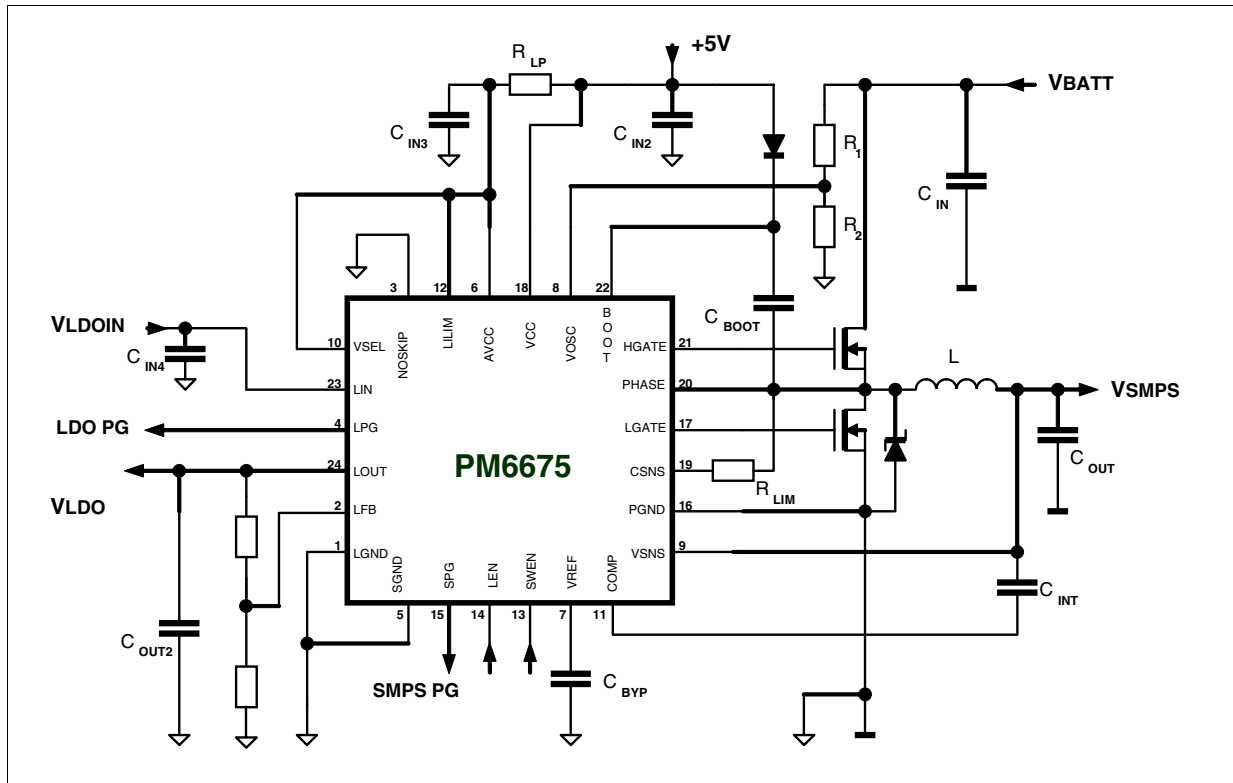 +5V
R LP
VBATT
C IN3
C IN2
R 1
C IN
R 2
3
12
6
18
8
22
C BOOT
VLDOIN
C IN4
10
VSEL
NOSKIP
LILIM
AVCC
VCC
VOSC
BOOT
HGATE
21
L
23
LIN
PHASE
20
VSMPS
LDO PG
4
LPG
LGATE
17
PM6675
24
LOUT
CSNS
19
R LIM
C OUT
VLDO
2
LFB
PGND
16
1
LGND
VSNS
9
SGND
SPG
LEN
SWEN
VREF
COMP
C INT
5
15
14
13
7
11
C OUT2
SMPS PG
C BYP